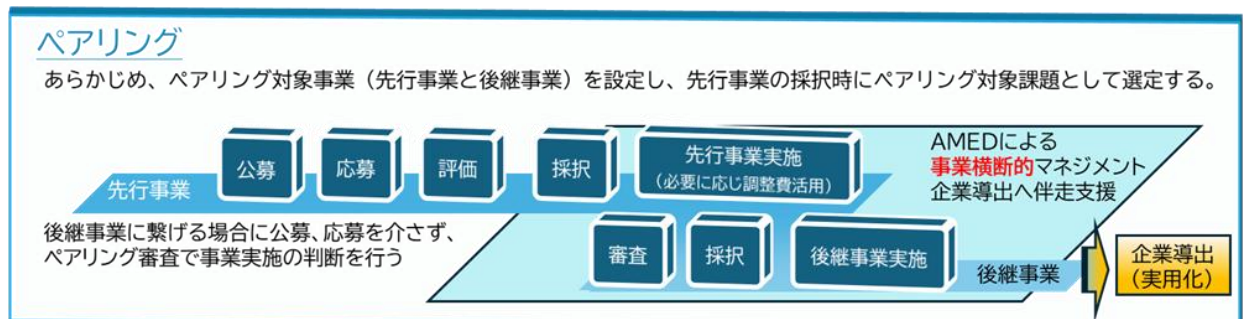 ペアリング
あらかじめ、ペアリング対象事業（先行事業と後継事業）を設定し、先行事業の採択時にペアリング対象課題として選定する。
先行事業
公募
応募
評価
採択
先行事業実施
（必要に応じ調整費活用）
AMEDによる
事業横断的マネジメント
企業導出へ伴走支援
後継事業に繋げる場合に公募、応募を介さず、
ペアリング審査で事業実施の判断を行う
審査
採択
後継事業実施
後継事業
企業導出
（実用化）